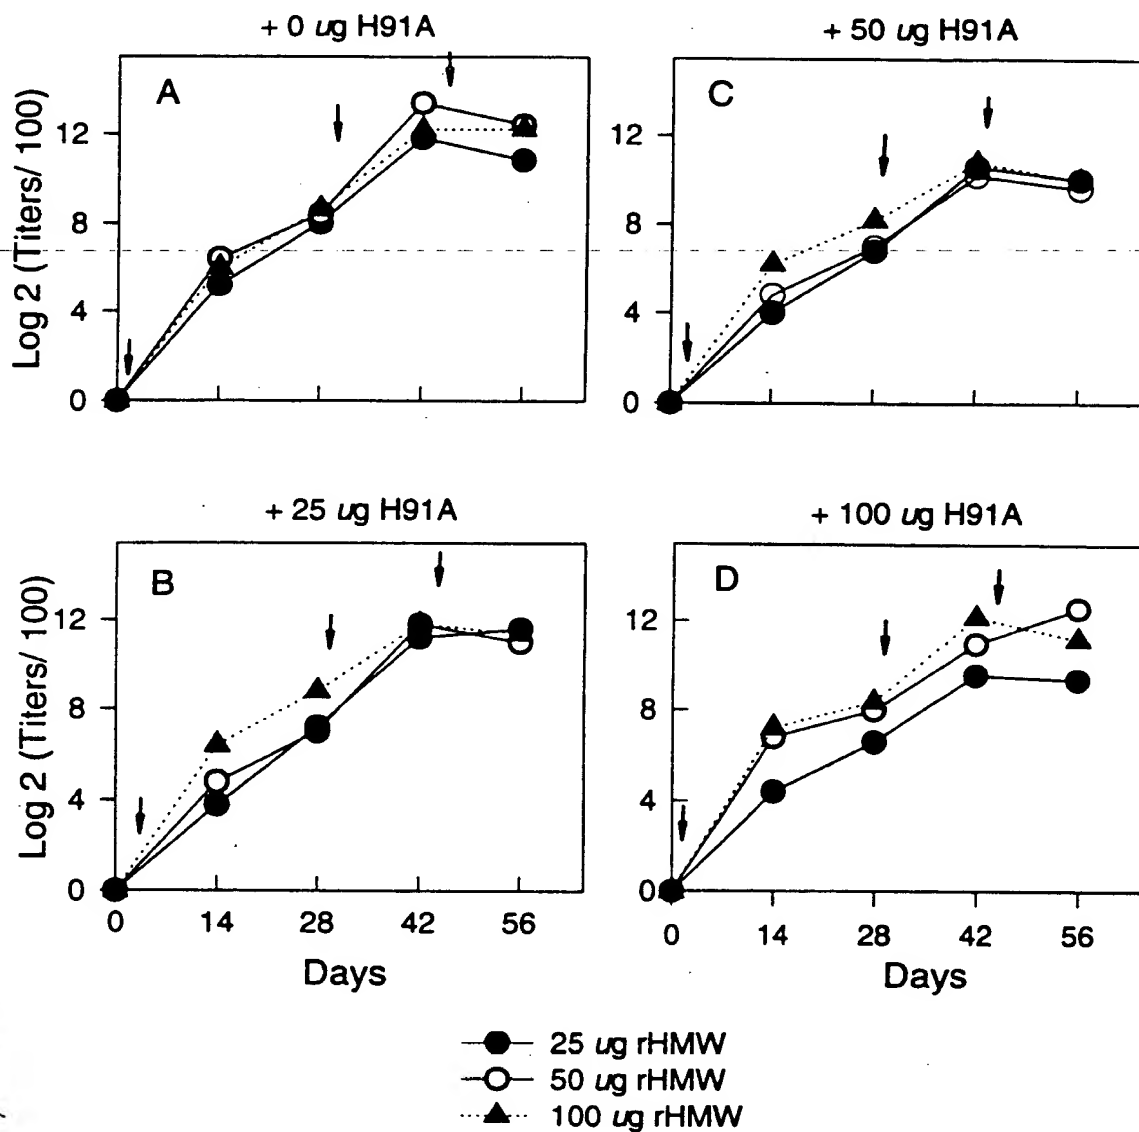 + 0 ug H91A
A
Log 2 (Titers/ 100)
12
8
4
0
+ 50 ug H91A
C
12
8
4
0
+ 25 ug H91A
B
Log 2 (Titers/ 100)
12
8
4
0
0 14 28 42 56
Days
+ 100 ug H91A
D
12
8
4
0
0 14 28 42 56
Days
25 ug rHMW
50 ug rHMW
100 ug rHMW